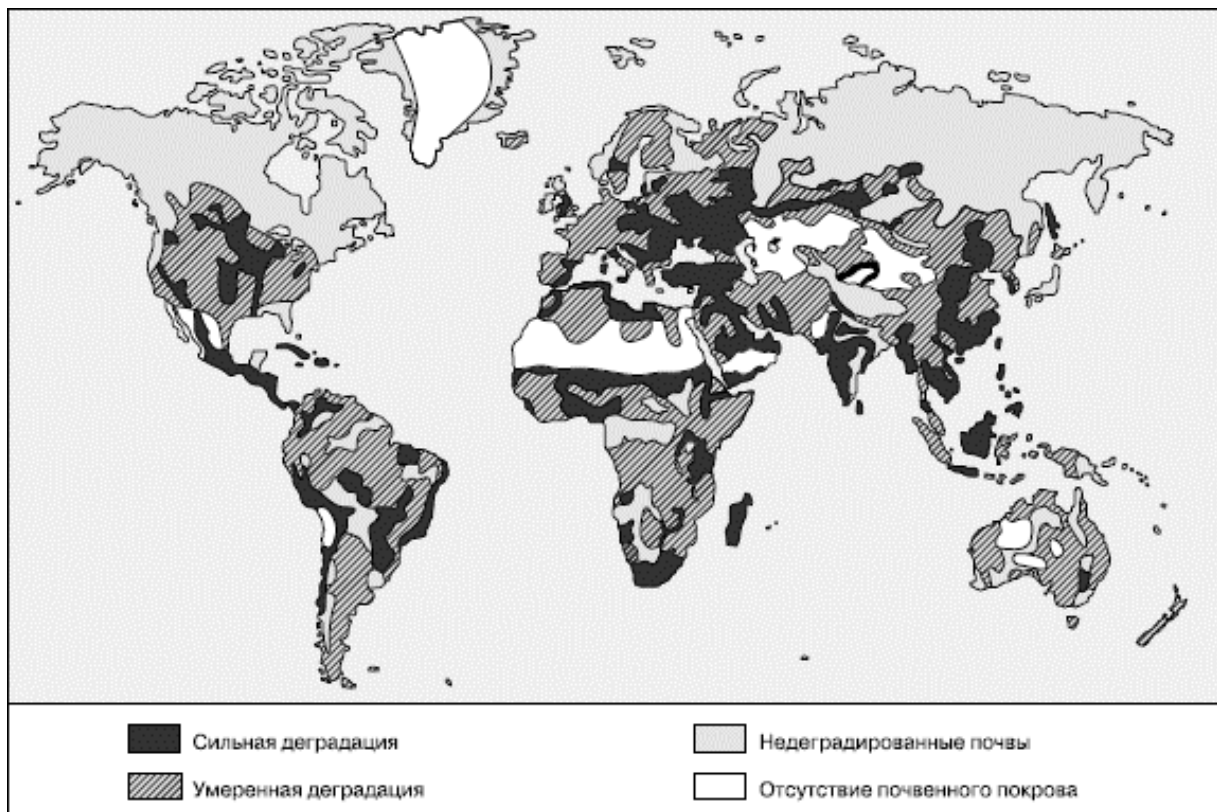 Сильная деградация
Умеренная деградация
Недеградированные почвы
Отсутствие почвенного покрова